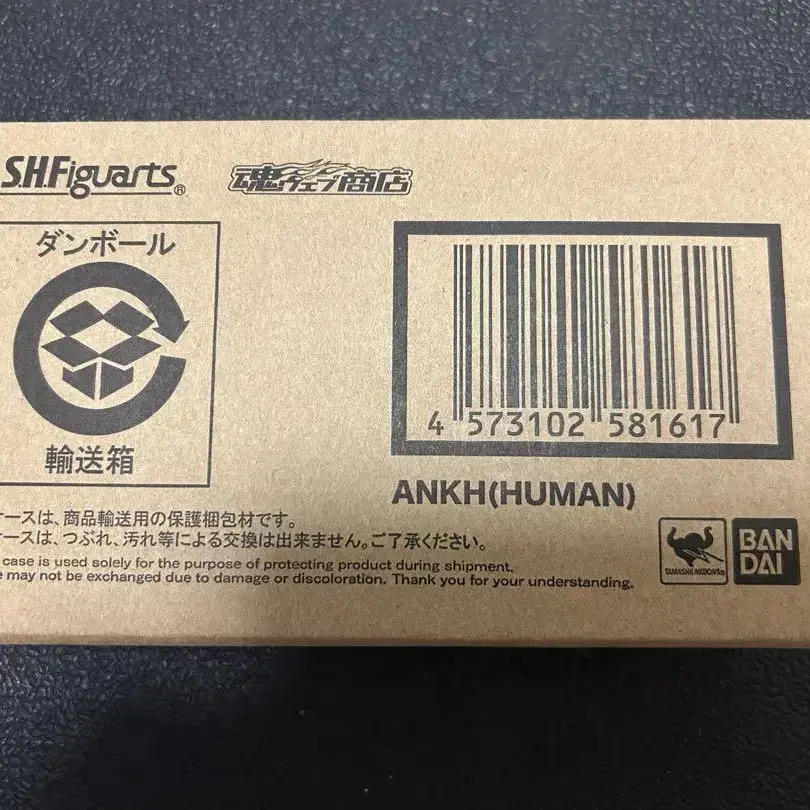 S.H.Figuarts®
魂ウェブ商店
ダンボール
輸送箱
4 573102 581617
ANKH(HUMAN)
ースは、商品輸送用の保護梱包材です。
ースは、つぶれ、汚れ等による交換は出来ません。ご了承ください。
case is used solely for the purpose of protecting product during shipment.
may not be exchanged due to damage or discoloration. Thank you for your understanding.
TAMASHII NATIONS
BAN
DAI